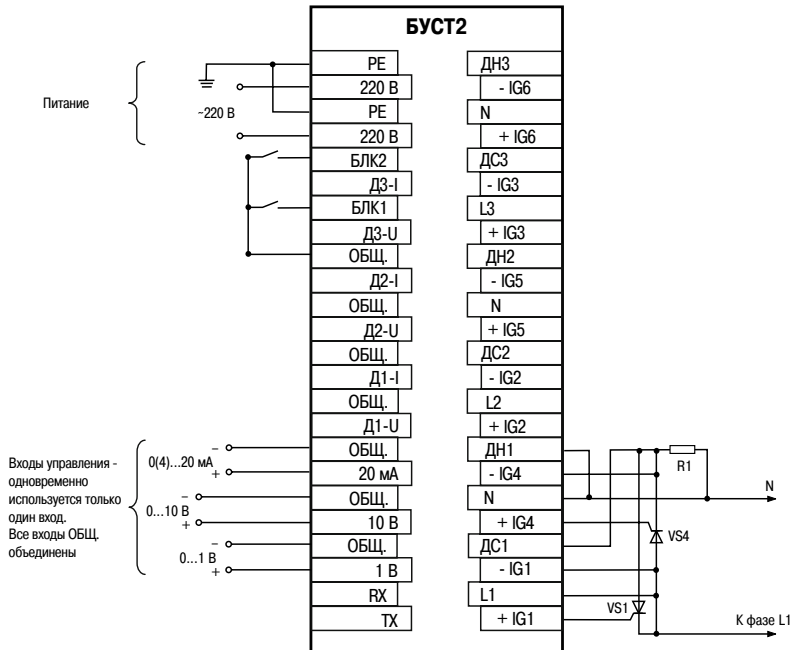 БУСТ2
Питание
~220 В
PE
220 В
PE
220 В
БЛК2
Д3-I
БЛК1
Д3-U
ОБЩ.
Д2-I
ОБЩ.
Д2-U
ОБЩ.
Д1-I
ОБЩ.
Д1-U
ОБЩ.
20 мА
ОБЩ.
10 В
ОБЩ.
1 В
RX
TX
Входы управления -
одновременно
используется только
один вход.
Все входы ОБЩ.
объединены
–
0(4)...20 мА
+
–
0...10 В
+
–
0...1 В
+
ДН3
- IG6
N
+ IG6
ДС3
- IG3
L3
+ IG3
ДН2
- IG5
N
+ IG5
ДС2
- IG2
L2
+ IG2
ДН1
- IG4
N
+ IG4
ДС1
- IG1
L1
+ IG1
R1
N
VS4
VS1
К фазе L1